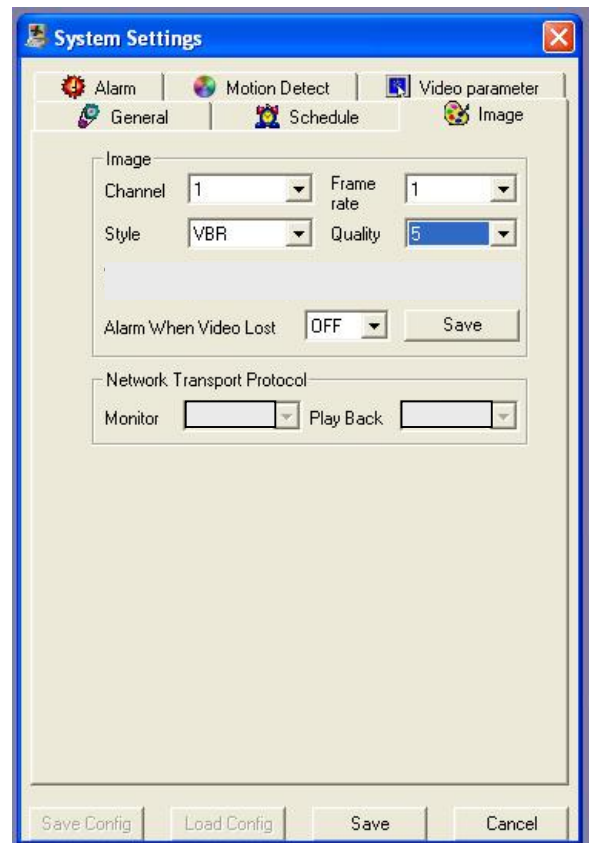 System Settings
Alarm Motion Detect Video parameter
General Schedule Image
Image
Channel 1 Frame rate 1
Style VBR Quality 5
Alarm When Video Lost OFF Save
Network Transport Protocol
Monitor Play Back
Save Config Load Config Save Cancel